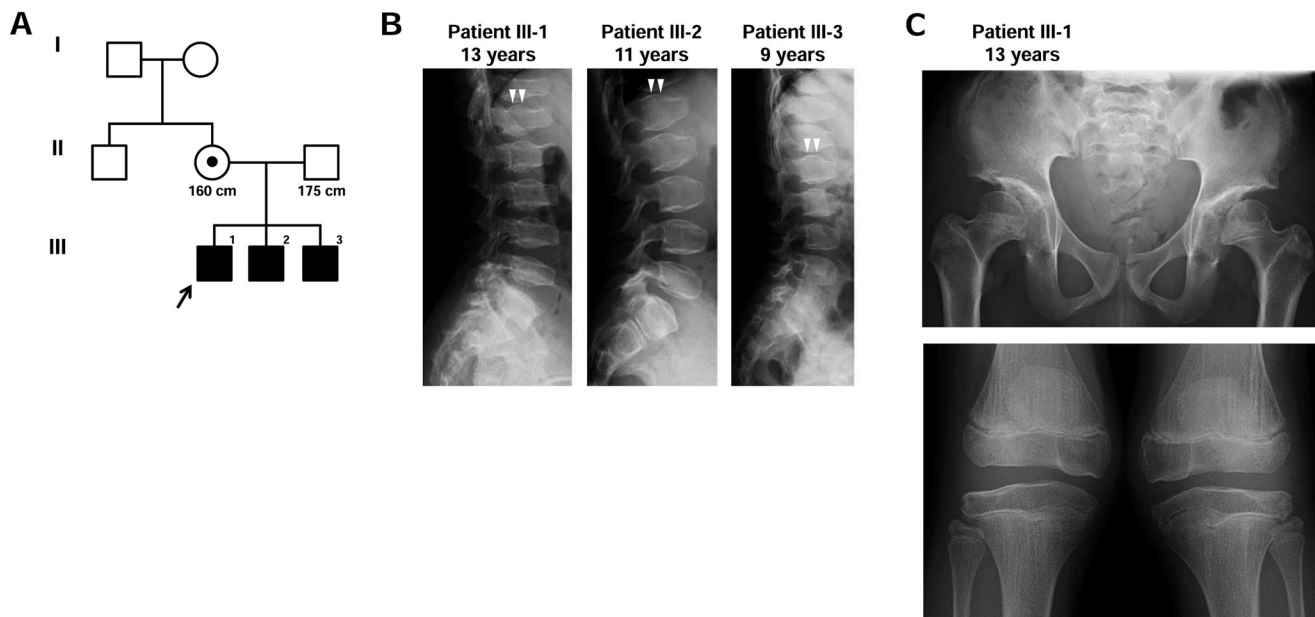 A
I
II
160 cm
175 cm
III
1
2
3
B
Patient III-1
13 years
Patient III-2
11 years
Patient III-3
9 years
C
Patient III-1
13 years